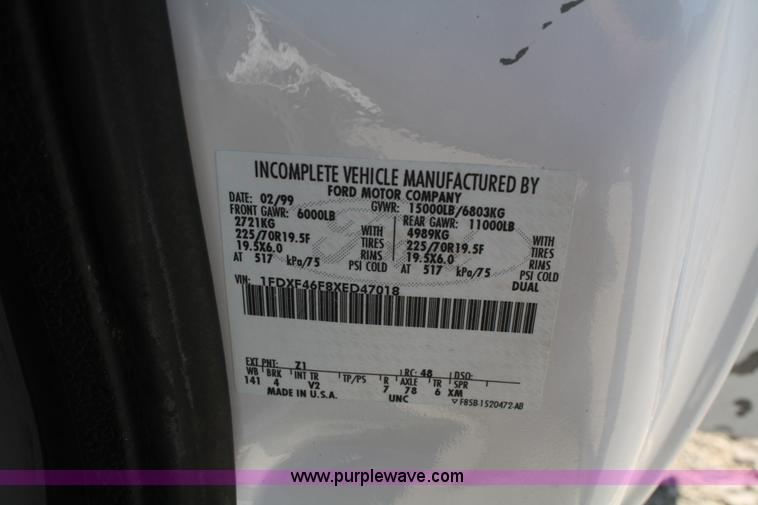 INCOMPLETE VEHICLE MANUFACTURED BY
FORD MOTOR COMPANY
DATE: 02/99 GVWR: 15000LB/6803KG
FRONT GAWR: 6000LB REAR GAWR: 11000LB
2721KG WITH 4989KG WITH
225/70R19.5F TIRES 225/70R19.5F TIRES
19.5X6.0 RIMS 19.5X6.0 RIMS
AT 517 kPa/75 PSI COLD AT 517 kPa/75 PSI COLD
DUAL
VIN: 1FDXF46F8XED47018
EXT PNT: Z1 RC: 48 DSO:
WB BRK INT TR TP/PS R AXLE TR SPR
141 4 V2 7 78 6 XM
MADE IN U.S.A. UNC F85B-1520472-AB
www.purplewave.com